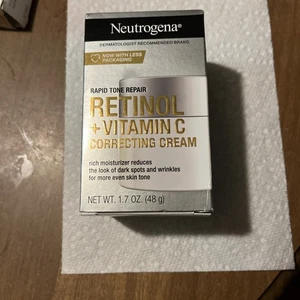 Neutrogena®
DERMATOLOGIST RECOMMENDED BRAND
NOW WITH LESS
PACKAGING
RAPID TONE REPAIR
RETINOL
+ VITAMIN C
CORRECTING CREAM
rich moisturizer reduces
the look of dark spots and wrinkles
for more even skin tone
NET WT. 1.7 OZ. (48 g)